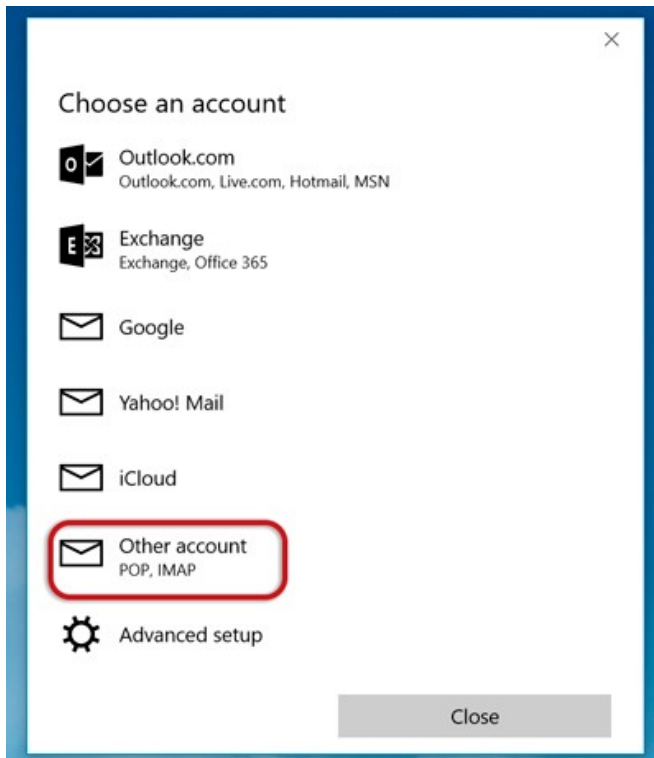 Choose an account
Outlook.com
Outlook.com, Live.com, Hotmail, MSN
Exchange
Exchange, Office 365
Google
Yahoo! Mail
iCloud
Other account
POP, IMAP
Advanced setup
Close